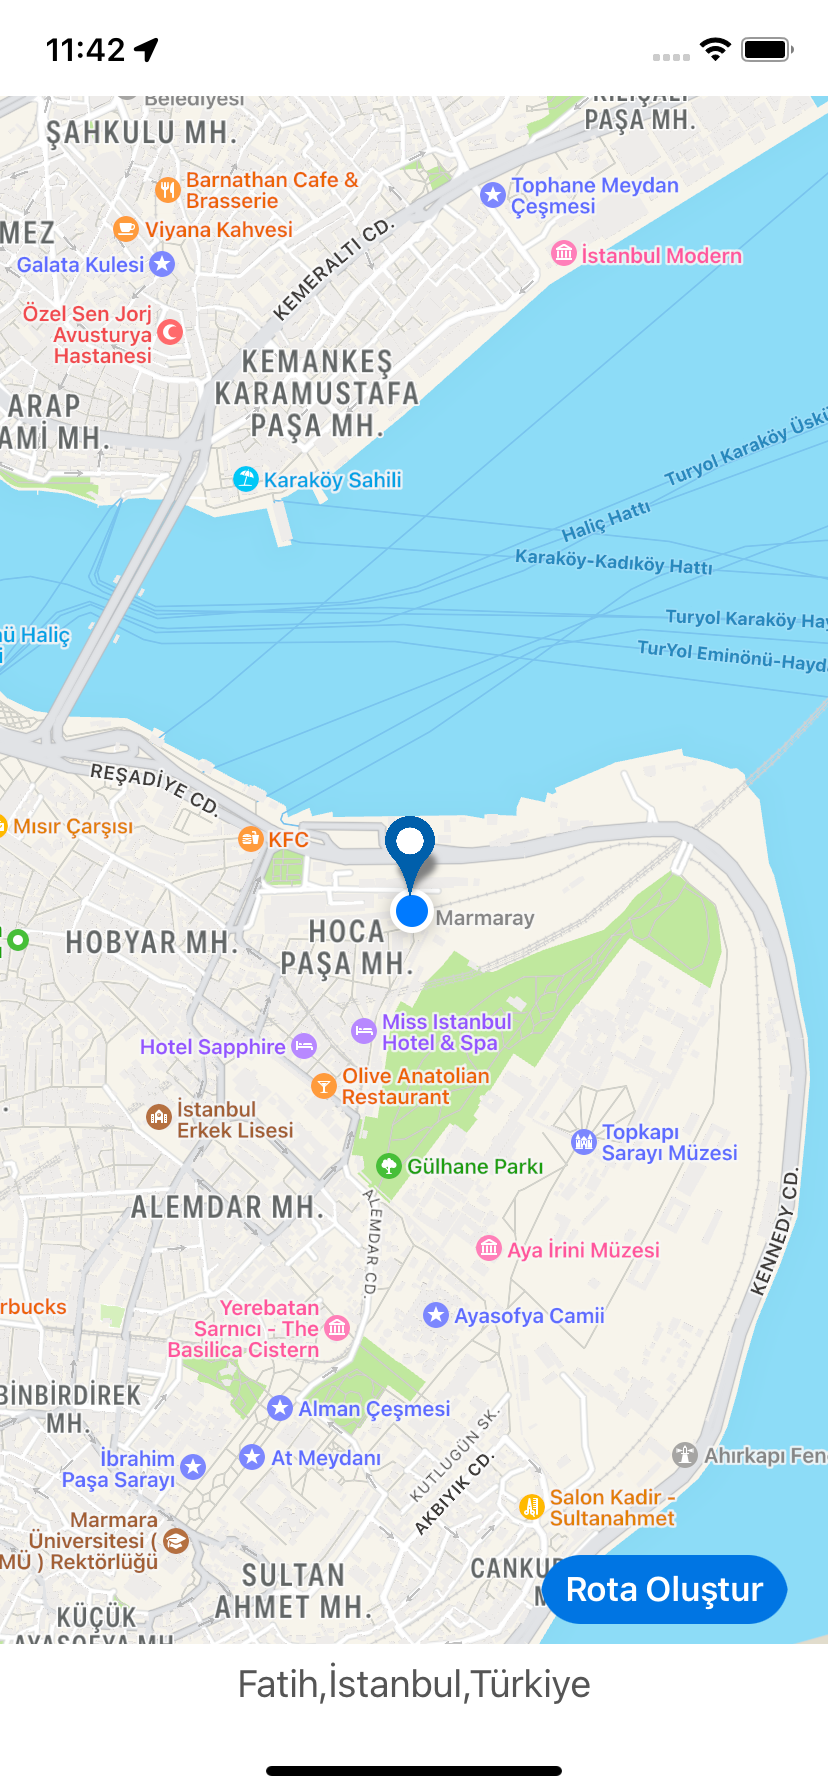 11:42
Belediyesi
ŞAHKULU MH.
KILIÇALİ
PAŞA MH.
Barnathan Cafe &
Brasserie
Tophane Meydan
Çeşmesi
Viyana Kahvesi
MEZ
Galata Kulesi
KEMERALTI CD.
İstanbul Modern
Özel Sen Jorj
Avusturya
Hastanesi
KEMANKEŞ
KARAMUSTAFA
PAŞA MH.
ARAP
AMİ MH.
Karaköy Sahili
Turyol Karaköy Üskü
Haliç Hattı
Karaköy-Kadıköy Hattı
Turyol Karaköy Hay
TurYol Eminönü-Hayda
nü Haliç
i
REŞADİYE CD.
Mısır Çarşısı
KFC
Marmaray
HOCA
PAŞA MH.
HOBYAR MH.
Miss Istanbul
Hotel & Spa
Hotel Sapphire
Olive Anatolian
Restaurant
İstanbul
Erkek Lisesi
Topkapı
Sarayı Müzesi
Gülhane Parkı
ALEMDAR MH.
ALEMDAR CD.
KENNEDY CD.
Aya İrini Müzesi
rbucks
Yerebatan
Sarnıcı - The
Basilica Cistern
Ayasofya Camii
BİNBİRDİREK
MH.
Alman Çeşmesi
At Meydanı
İbrahim
Paşa Sarayı
KUTLUGÜN SK.
AKBIYIK CD.
Ahırkapı Fen
Salon Kadir -
Sultanahmet
Marmara
Üniversitesi (
MÜ ) Rektörlüğü
SULTAN
AHMET MH.
CANKU
Rota Oluştur
KÜÇÜK
AYASOFYA MH
Fatih,İstanbul,Türkiye